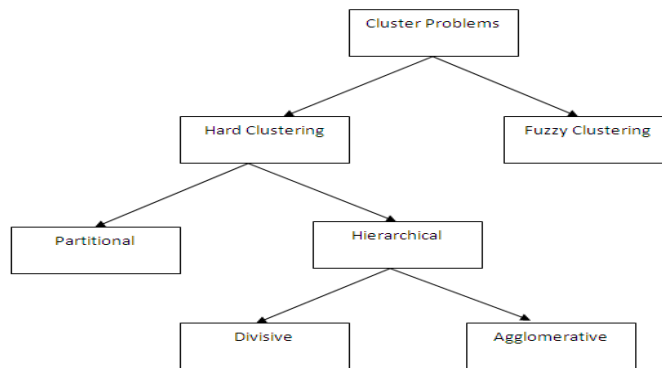 Cluster Problems
Hard Clustering
Fuzzy Clustering
Partitional
Hierarchical
Divisive
Agglomerative